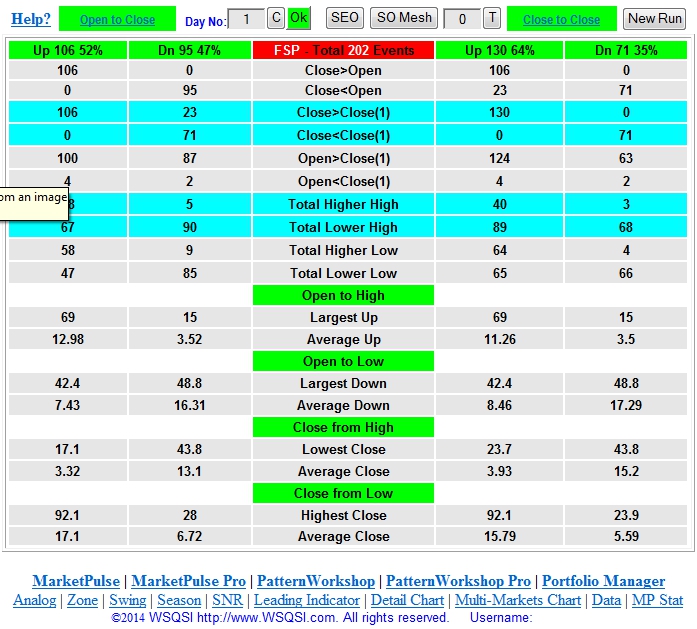 Help? Open to Close Day No: 1 C Ok SEO SO Mesh 0 T Close to Close New Run
Up 106 52% Dn 95 47% FSP - Total 202 Events Up 130 64% Dn 71 35%
106 0 Close>Open 106 0
0 95 Close<Open 23 71
106 23 Close>Close(1) 130 0
0 71 Close<Close(1) 0 71
100 87 Open>Close(1) 124 63
4 2 Open<Close(1) 4 2
om an image
8 5 Total Higher High 40 3
67 90 Total Lower High 89 68
58 9 Total Higher Low 64 4
47 85 Total Lower Low 65 66
Open to High
69 15 Largest Up 69 15
12.98 3.52 Average Up 11.26 3.5
Open to Low
42.4 48.8 Largest Down 42.4 48.8
7.43 16.31 Average Down 8.46 17.29
Close from High
17.1 43.8 Lowest Close 23.7 43.8
3.32 13.1 Average Close 3.93 15.2
Close from Low
92.1 28 Highest Close 92.1 23.9
17.1 6.72 Average Close 15.79 5.59
MarketPulse | MarketPulse Pro | PatternWorkshop | PatternWorkshop Pro | Portfolio Manager
Analog | Zone | Swing | Season | SNR | Leading Indicator | Detail Chart | Multi-Markets Chart | Data | MP Stat
©2014 WSQSI http://www.WSQSI.com. All rights reserved. Username: